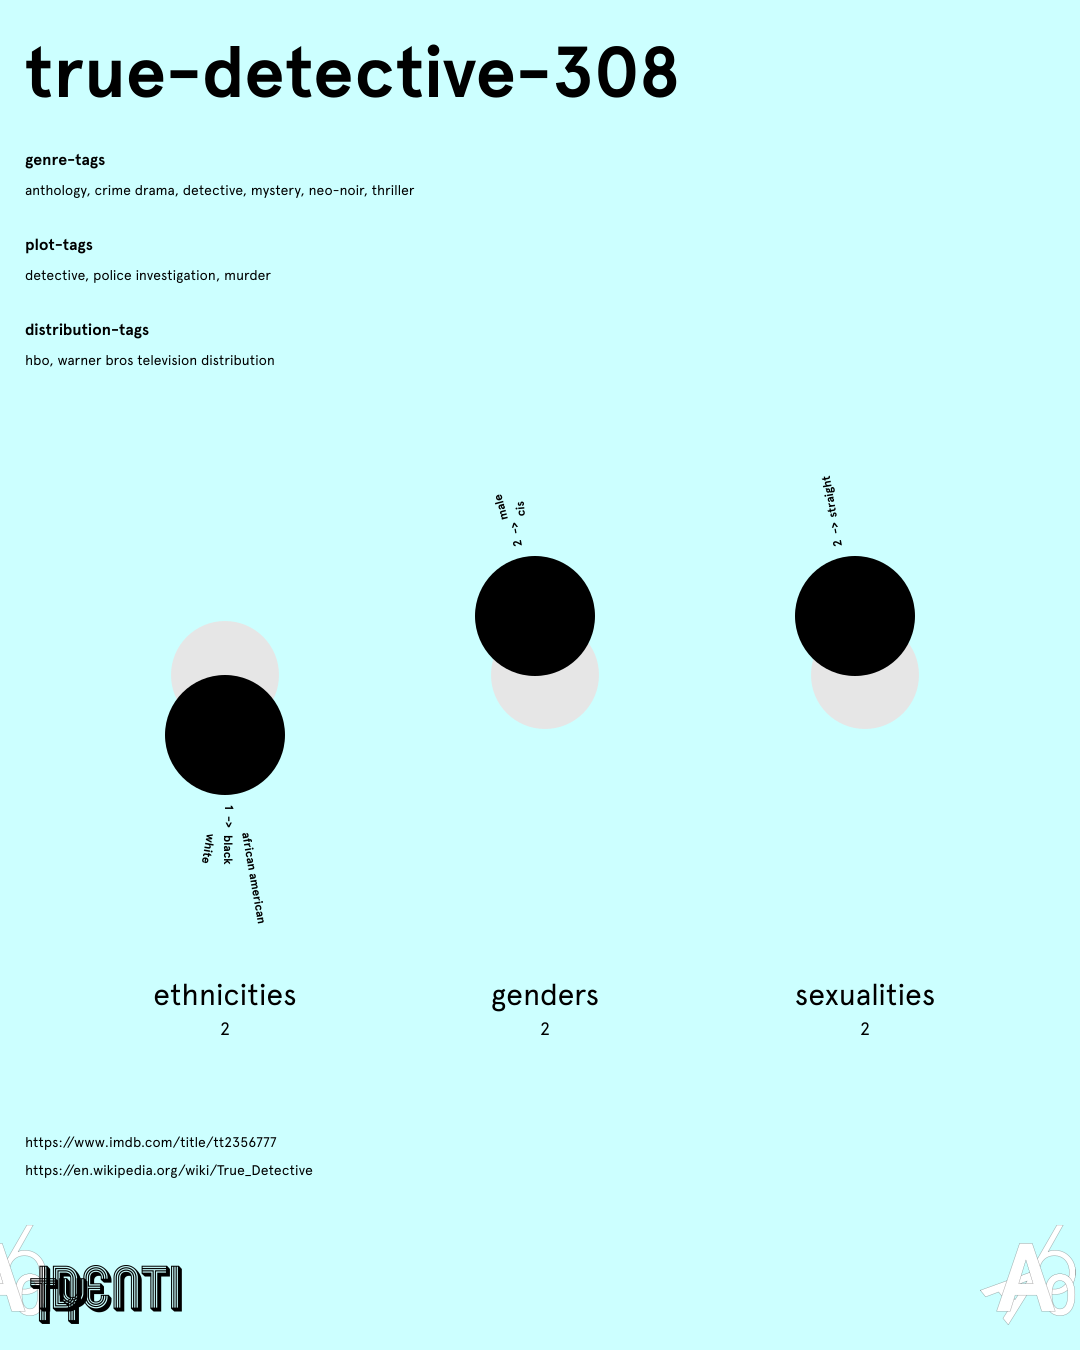 true-detective-308
genre-tags
anthology, crime drama, detective, mystery, neo-noir, thriller
plot-tags
detective, police investigation, murder
distribution-tags
hbo, warner bros television distribution
2 -> male
cis
2 -> straight
1 -> black
white
african american
ethnicities
2
genders
2
sexualities
2
https://www.imdb.com/title/tt2356777
https://en.wikipedia.org/wiki/True_Detective
IDENTI